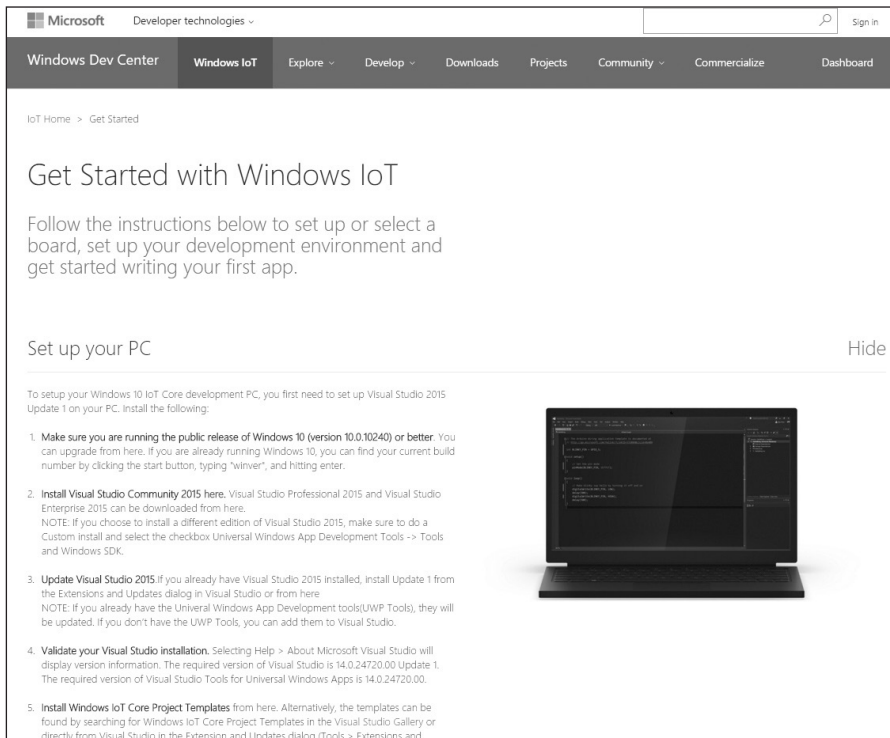 Microsoft Developer technologies
Sign in
Windows Dev Center Windows IoT Explore Develop Downloads Projects Community Commercialize Dashboard
IoT Home > Get Started
Get Started with Windows IoT
Follow the instructions below to set up or select a
board, set up your development environment and
get started writing your first app.
Set up your PC
Hide
To setup your Windows 10 IoT Core development PC, you first need to set up Visual Studio 2015
Update 1 on your PC. Install the following:
1. Make sure you are running the public release of Windows 10 (version 10.0.10240) or better. You
can upgrade from here. If you are already running Windows 10, you can find your current build
number by clicking the start button, typing "winver", and hitting enter.
2. Install Visual Studio Community 2015 here. Visual Studio Professional 2015 and Visual Studio
Enterprise 2015 can be downloaded from here.
NOTE: If you choose to install a different edition of Visual Studio 2015, make sure to do a
Custom install and select the checkbox Universal Windows App Development Tools -> Tools
and Windows SDK.
3. Update Visual Studio 2015.If you already have Visual Studio 2015 installed, install Update 1 from
the Extensions and Updates dialog in Visual Studio or from here
NOTE: If you already have the Univeral Windows App Development tools(UWP Tools), they will
be updated. If you don't have the UWP Tools, you can add them to Visual Studio.
4. Validate your Visual Studio installation. Selecting Help > About Microsoft Visual Studio will
display version information. The required version of Visual Studio is 14.0.24720.00 Update 1.
The required version of Visual Studio Tools for Universal Windows Apps is 14.0.24720.00.
5. Install Windows IoT Core Project Templates from here. Alternatively, the templates can be
found by searching for Windows IoT Core Project Templates in the Visual Studio Gallery or
directly from Visual Studio in the Extension and Updates dialog (Tools > Extensions and